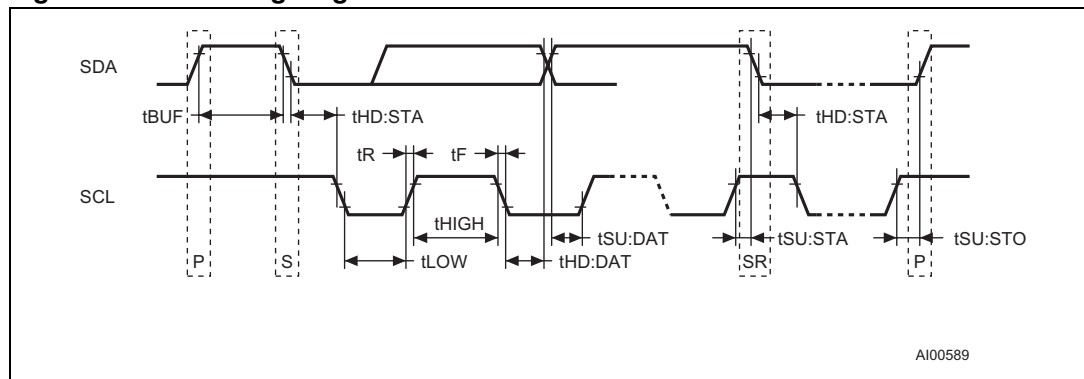 SDA
tBUF
tHD:STA
tHD:STA
tR
tF
SCL
tHIGH
tSU:DAT
tSU:STA
tSU:STO
P
S
tLOW
tHD:DAT
SR
P
AI00589